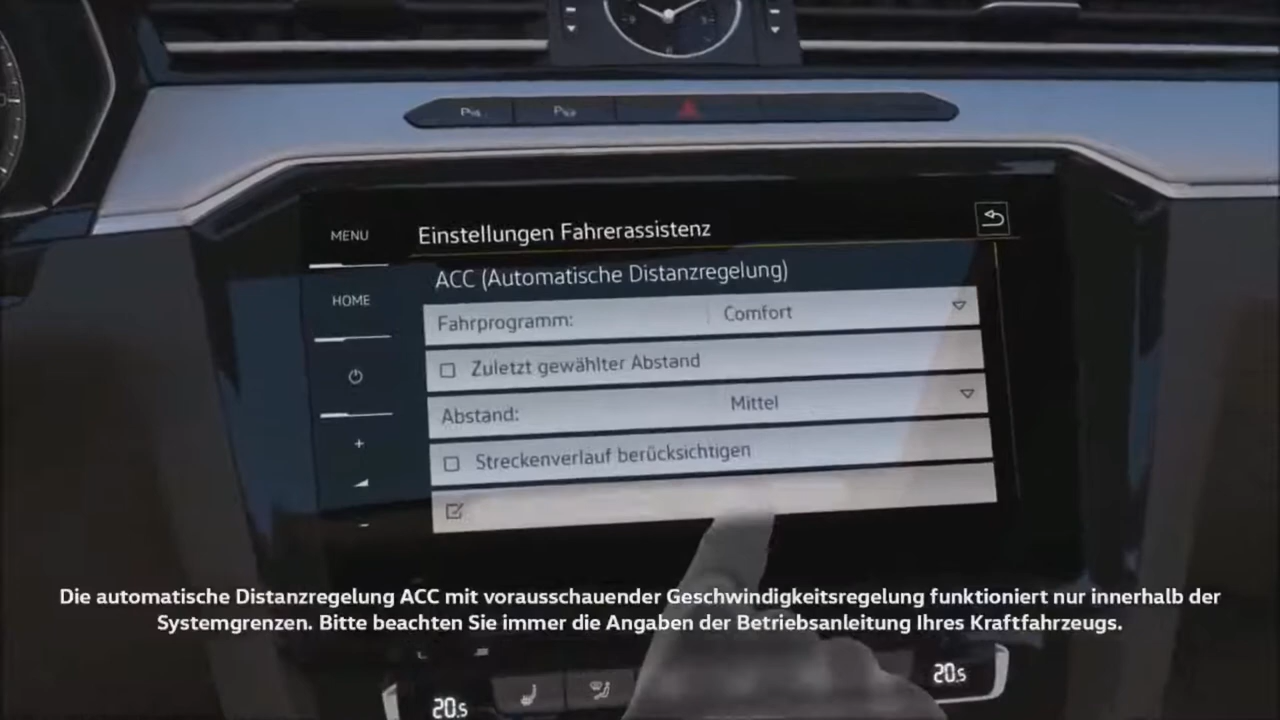 MENU
Einstellungen Fahrerassistenz
ACC (Automatische Distanzregelung)
HOME
Fahrprogramm: Comfort
Zuletzt gewählter Abstand
Abstand: Mittel
Streckenverlauf berücksichtigen
Die automatische Distanzregelung ACC mit vorausschauender Geschwindigkeitsregelung funktioniert nur innerhalb der
Systemgrenzen. Bitte beachten Sie immer die Angaben der Betriebsanleitung Ihres Kraftfahrzeugs.
20.5
20.5